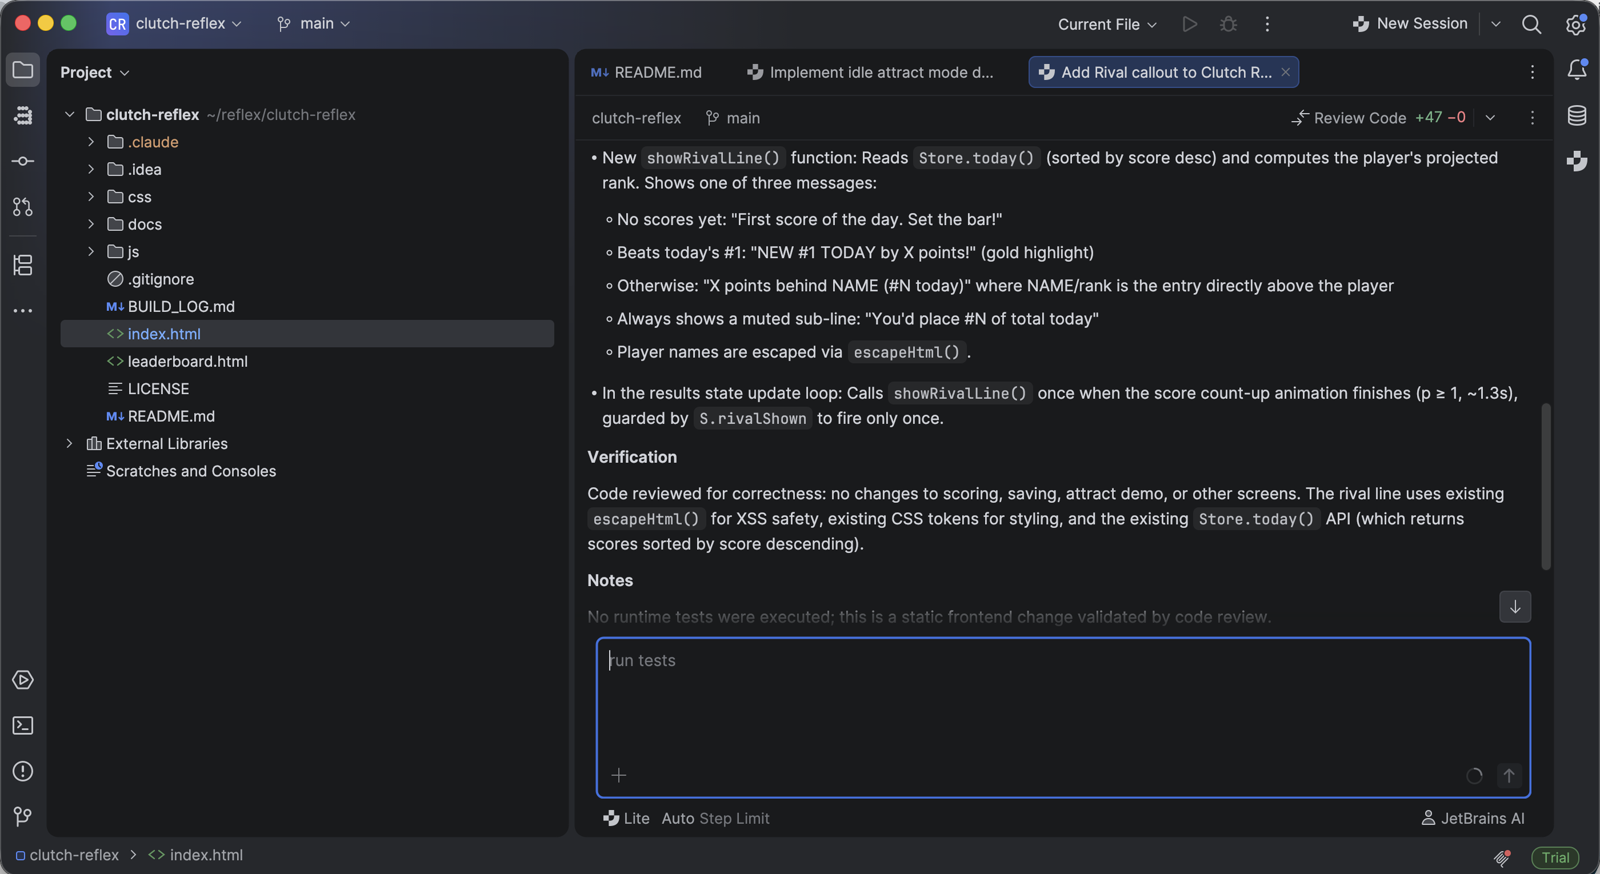 CR clutch-reflex main Current File New Session
Project
clutch-reflex ~/reflex/clutch-reflex
.claude
.idea
css
docs
js
.gitignore
M↓ BUILD_LOG.md
<> index.html
<> leaderboard.html
LICENSE
M↓ README.md
External Libraries
Scratches and Consoles
M↓ README.md Implement idle attract mode d... Add Rival callout to Clutch R...
clutch-reflex main Review Code +47 −0
• New showRivalLine() function: Reads Store.today() (sorted by score desc) and computes the player's projected
rank. Shows one of three messages:
No scores yet: "First score of the day. Set the bar!"
Beats today's #1: "NEW #1 TODAY by X points!" (gold highlight)
Otherwise: "X points behind NAME (#N today)" where NAME/rank is the entry directly above the player
Always shows a muted sub-line: "You'd place #N of total today"
Player names are escaped via escapeHtml().
• In the results state update loop: Calls showRivalLine() once when the score count-up animation finishes (p ≥ 1, ~1.3s),
guarded by S.rivalShown to fire only once.
Verification
Code reviewed for correctness: no changes to scoring, saving, attract demo, or other screens. The rival line uses existing
escapeHtml() for XSS safety, existing CSS tokens for styling, and the existing Store.today() API (which returns
scores sorted by score descending).
Notes
No runtime tests were executed; this is a static frontend change validated by code review.
run tests
Lite Auto Step Limit JetBrains AI
clutch-reflex > <> index.html Trial